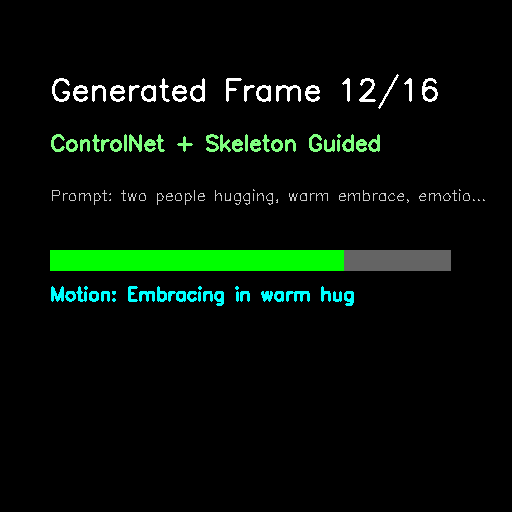 Generated Frame 12/16
ControlNet + Skeleton Guided
Prompt: two people hugging, warm embrace, emotio...
Motion: Embracing in warm hug